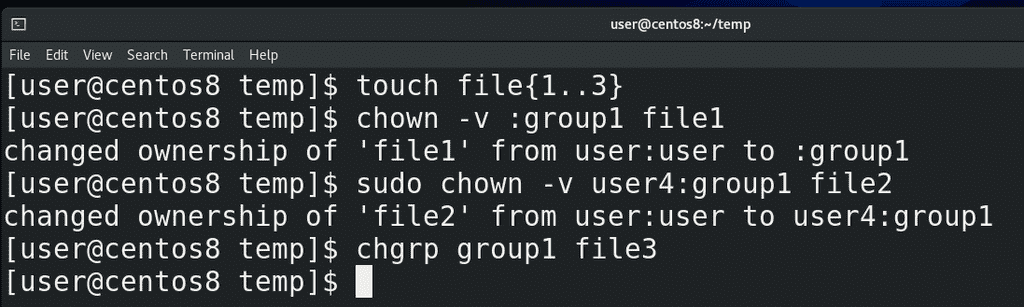 user@centos8:~/temp
File Edit View Search Terminal Help
[user@centos8 temp]$ touch file{1..3}
[user@centos8 temp]$ chown -v :group1 file1
changed ownership of 'file1' from user:user to :group1
[user@centos8 temp]$ sudo chown -v user4:group1 file2
changed ownership of 'file2' from user:user to user4:group1
[user@centos8 temp]$ chgrp group1 file3
[user@centos8 temp]$